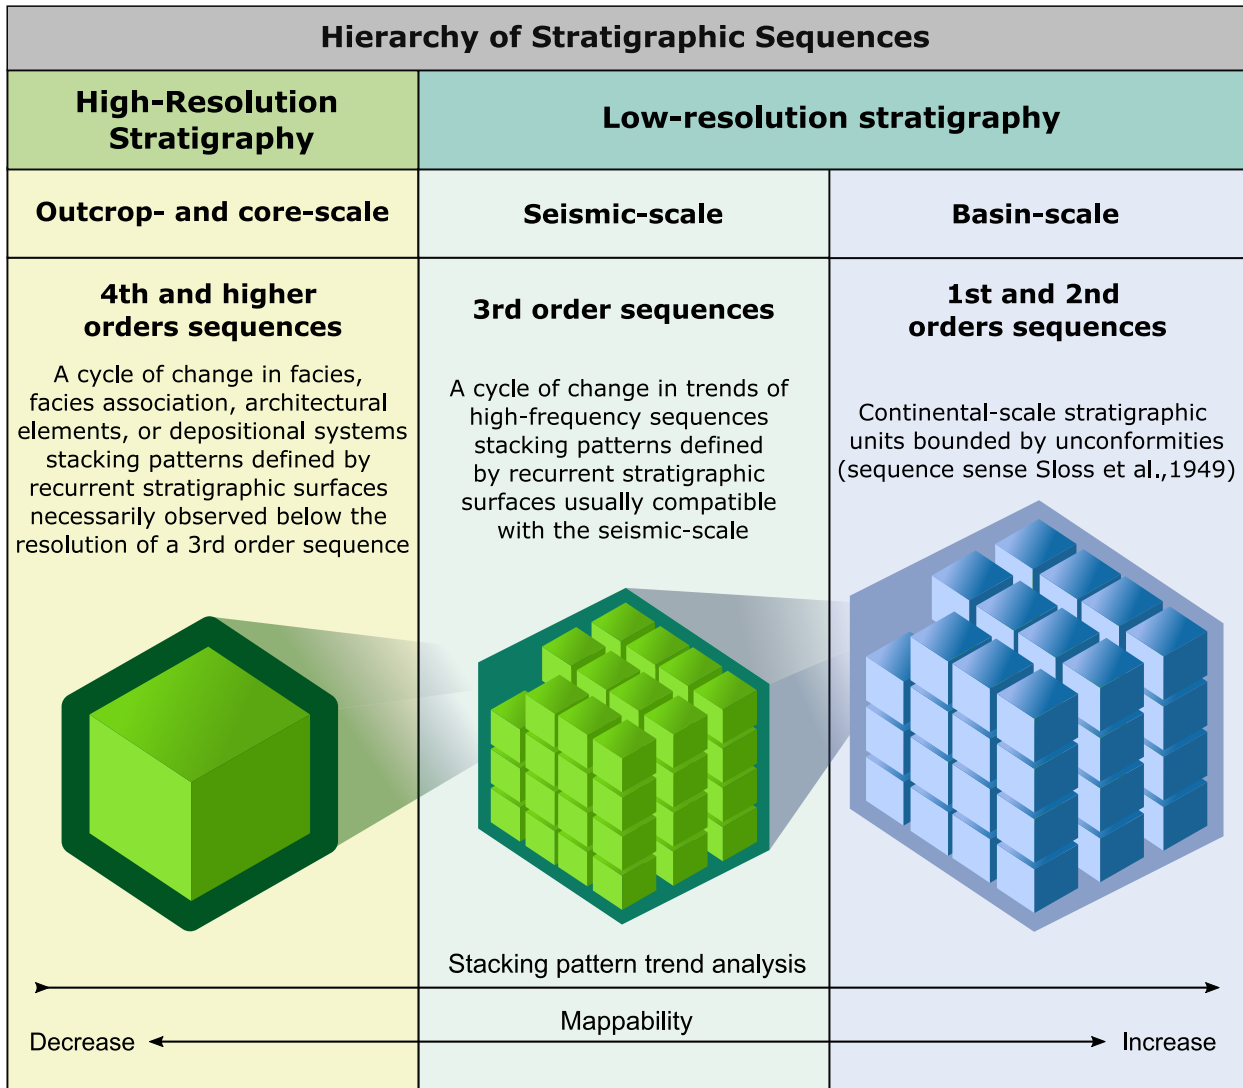 Hierarchy of Stratigraphic Sequences
High-Resolution
Stratigraphy
Low-resolution stratigraphy
Outcrop- and core-scale
Seismic-scale
Basin-scale
4th and higher
orders sequences
A cycle of change in facies,
facies association, architectural
elements, or depositional systems
stacking patterns defined by
recurrent stratigraphic surfaces
necessarily observed below the
resolution of a 3rd order sequence
3rd order sequences
A cycle of change in trends of
high-frequency sequences
stacking patterns defined
by recurrent stratigraphic
surfaces usually compatible
with the seismic-scale
1st and 2nd
orders sequences
Continental-scale stratigraphic
units bounded by unconformities
(sequence sense Sloss et al.,1949)
Stacking pattern trend analysis
Mappability
Decrease
Increase